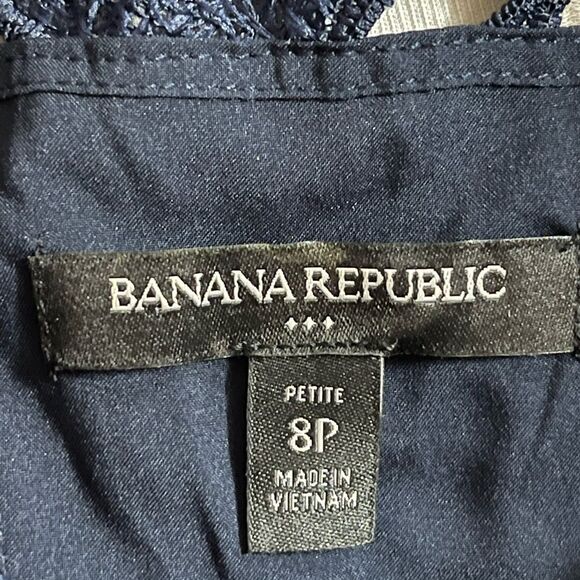 BANANA REPUBLIC
PETITE
8P
MADE IN
VIETNAM